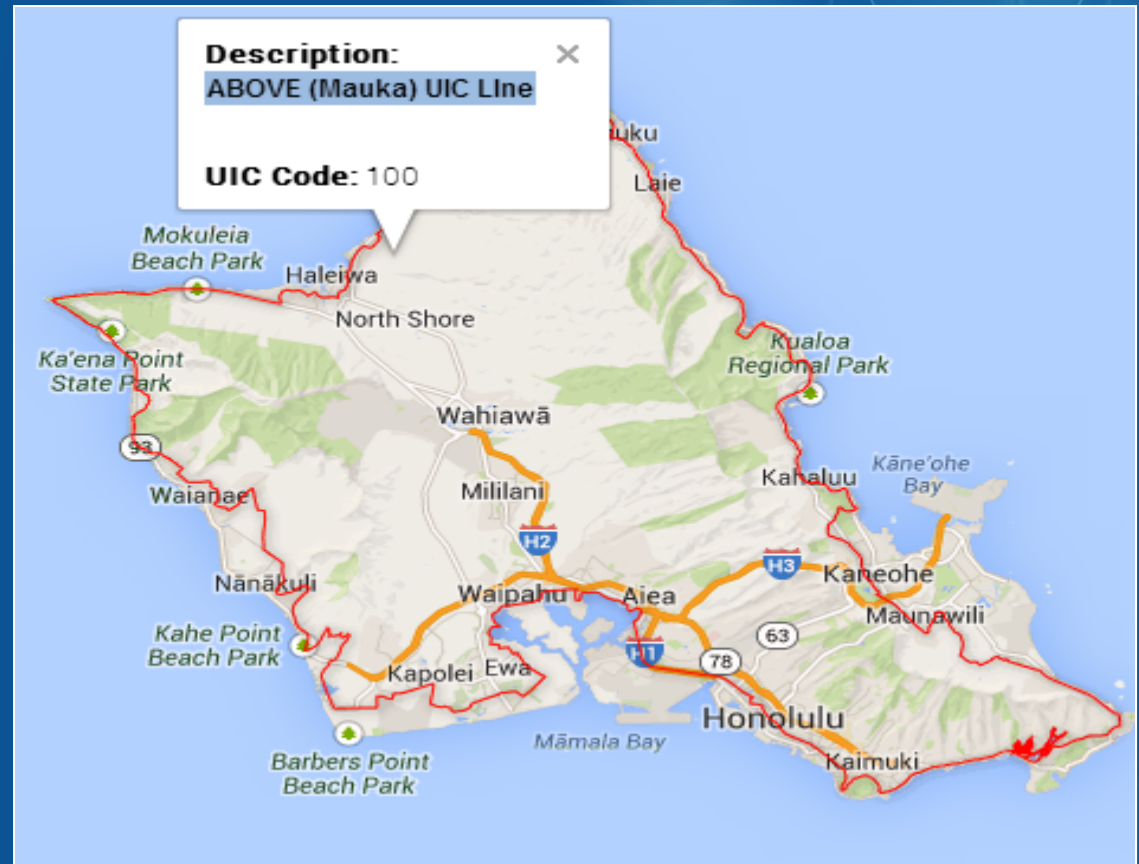 Description:
ABOVE (Mauka) UIC LIne
UIC Code: 100
uku
Laie
Mokuleia
Beach Park
Haleiwa
North Shore
Ka'ena Point
State Park
Kualoa
Regional Park
Wahiawā
93
Kahaluu
Kāne'ohe
Bay
Waianae
Mililani
H2
H3
Nānākuli
Waipahu
Aiea
Kaneohe
Maunawili
Kahe Point
Beach Park
63
H1
78
Kapolei
Ewa
Honolulu
Māmala Bay
Kaimuki
Barbers Point
Beach Park